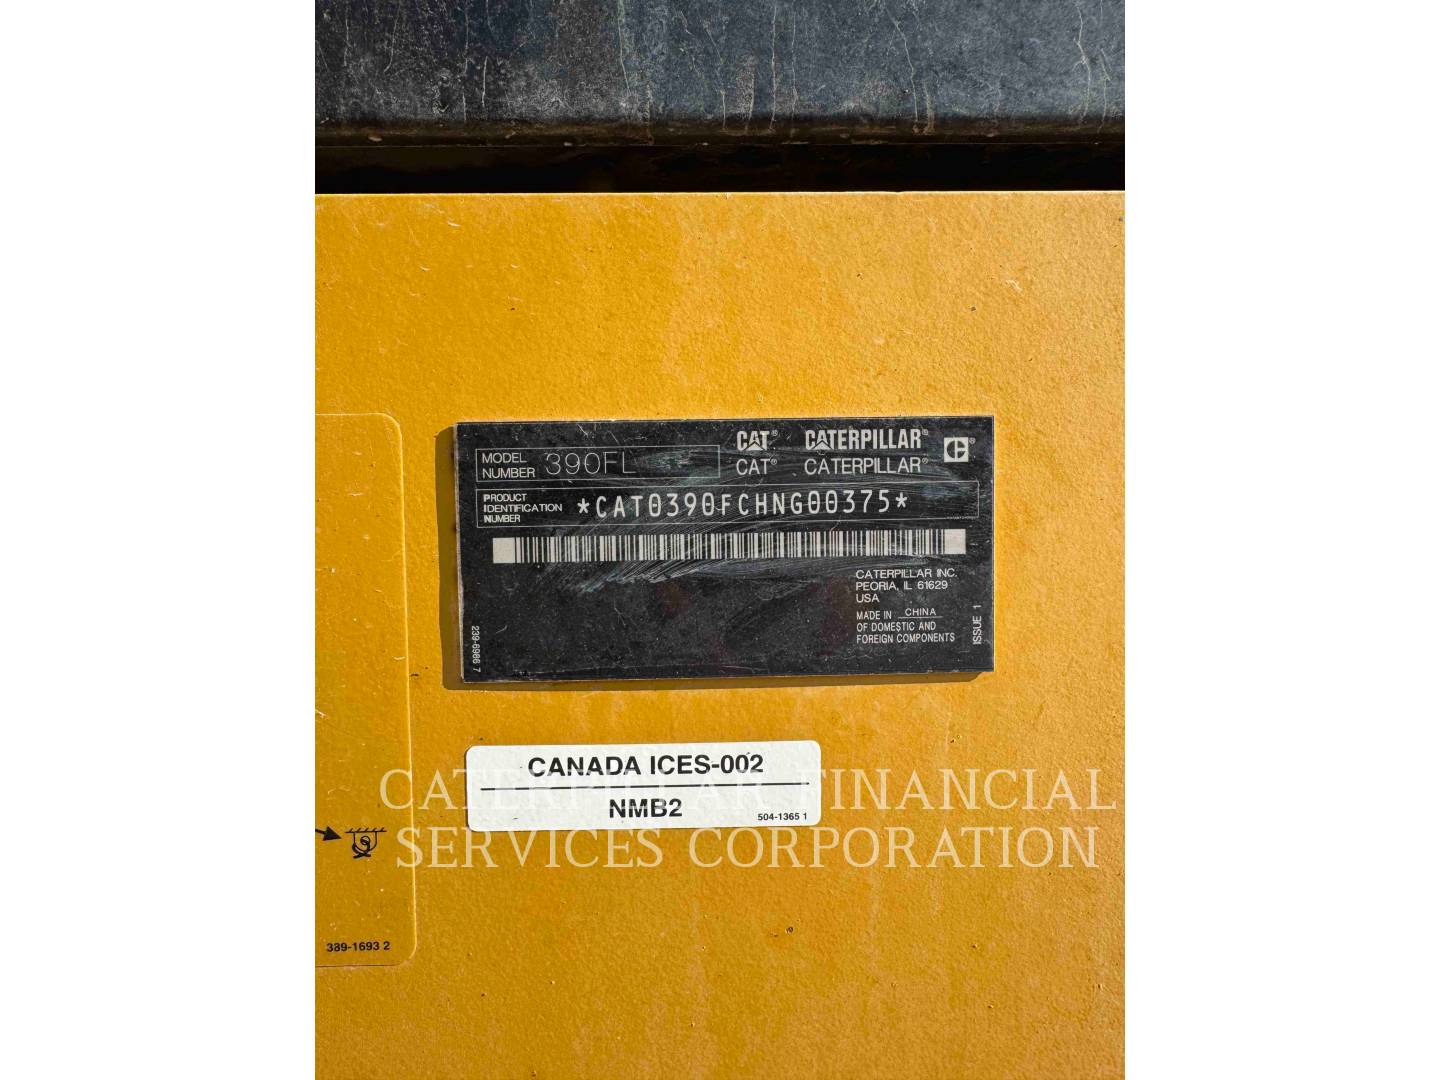 CAT® CATERPILLAR®
MODEL NUMBER 390FL
CAT® CATERPILLAR®
PRODUCT IDENTIFICATION NUMBER *CAT0390FCHNG00375*
CATERPILLAR INC.
PEORIA, IL 61629
USA
MADE IN CHINA
OF DOMESTIC AND
FOREIGN COMPONENTS
ISSUE 1
239-6966 7
CANADA ICES-002
NMB2
504-1365 1
CATERPILLAR FINANCIAL
SERVICES CORPORATION
389-1693 2